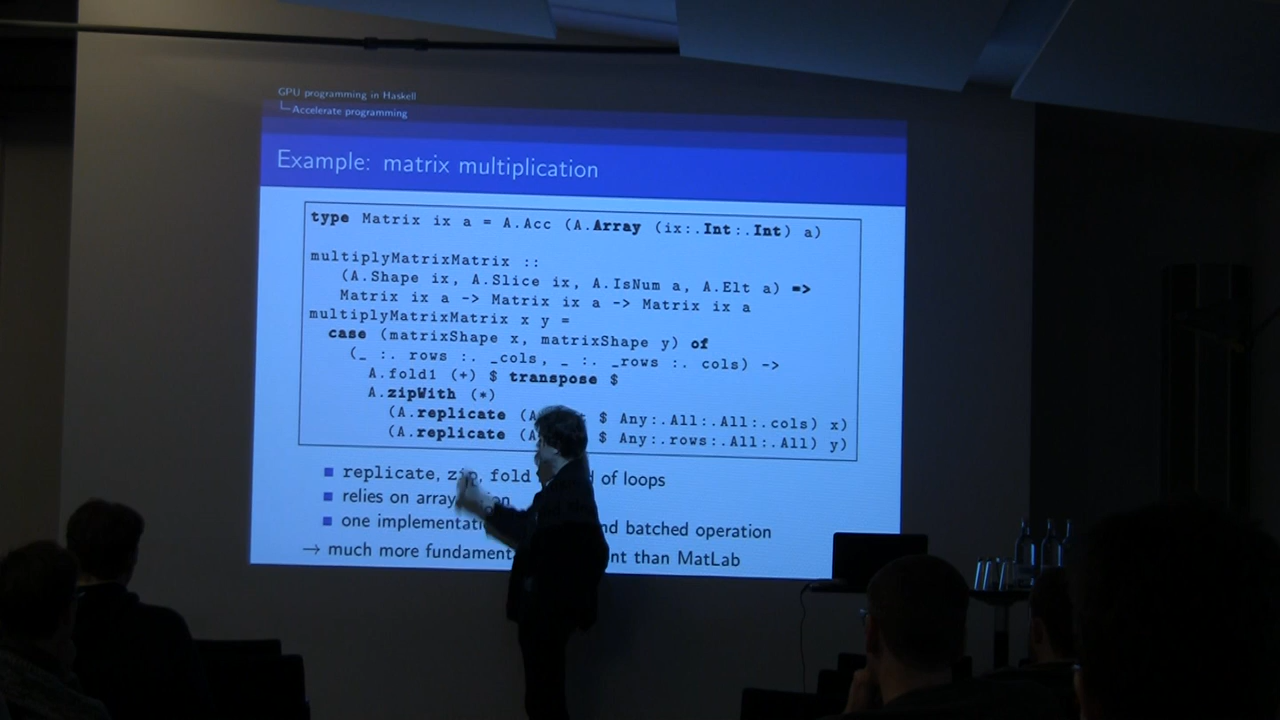 GPU programming in Haskell
Accelerate programming
Example: matrix multiplication
type Matrix ix a = A.Acc (A.Array (ix:.Int:.Int) a)
multiplyMatrixMatrix ::
(A.Shape ix, A.Slice ix, A.IsNum a, A.Elt a) =>
Matrix ix a -> Matrix ix a -> Matrix ix a
multiplyMatrixMatrix x y =
case (matrixShape x, matrixShape y) of
(_ :. rows :. _cols, _ :. _rows :. cols) ->
A.fold1 (+) $ transpose $
A.zipWith (*)
(A.replicate ( $ Any:.All:.All:.cols) x)
(A.replicate ( $ Any:.rows:.All:.All) y)
replicate, zip, fold of loops
relies on array
one batched operation
→ much more than MatLab